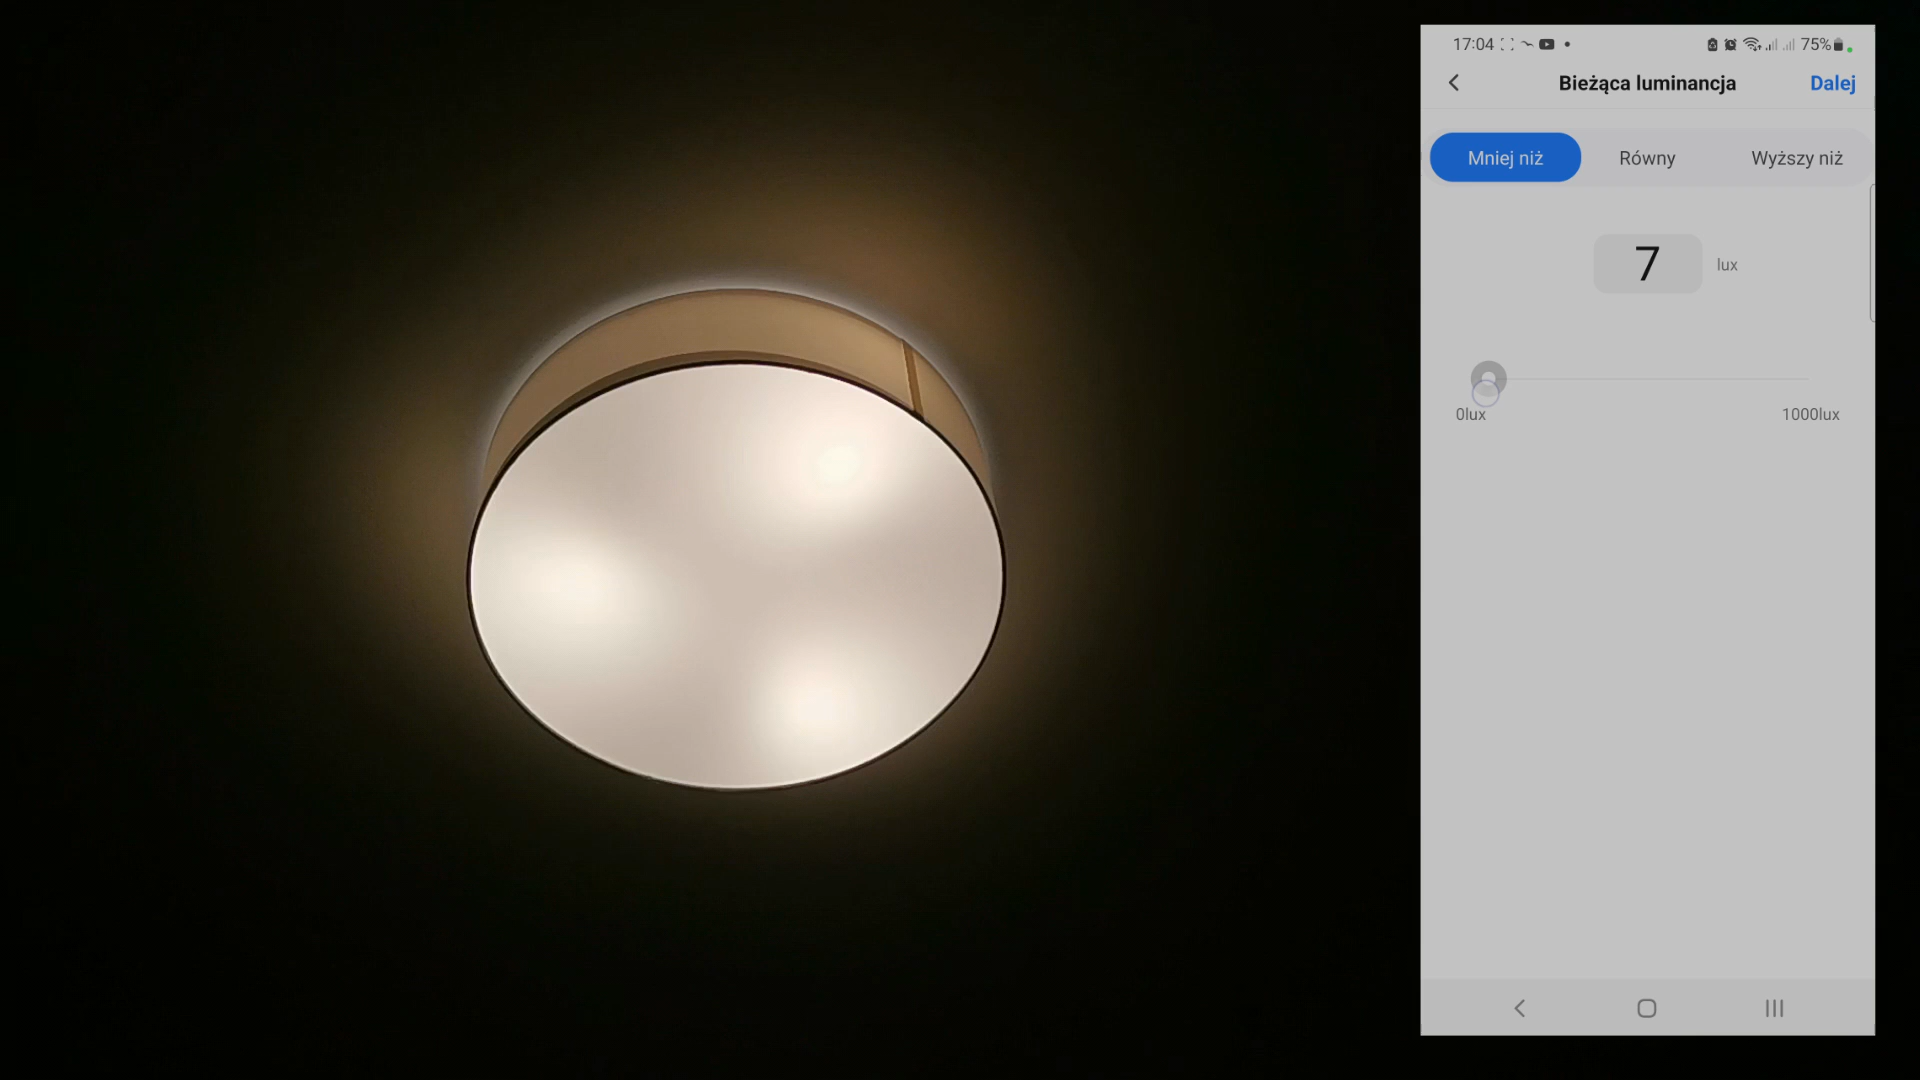 17:04 75%
Bieżąca luminancja Dalej
Mniej niż Równy Wyższy niż
7 lux
0lux 1000lux